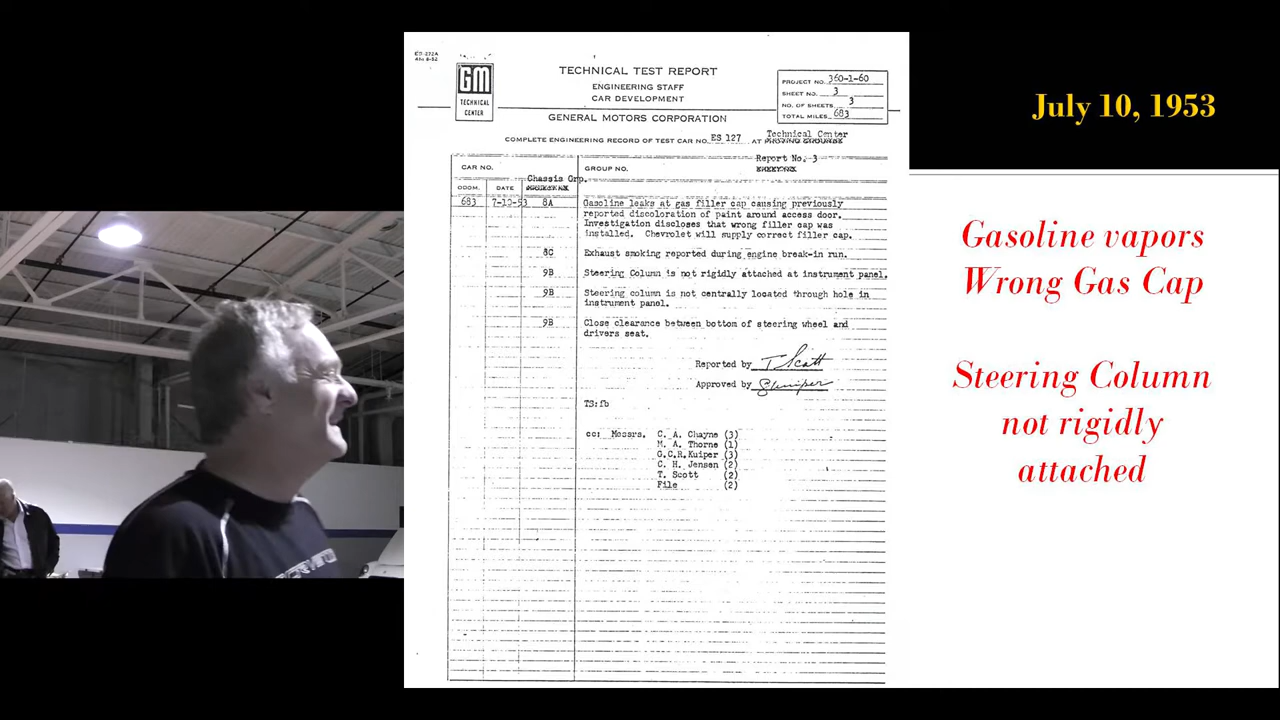 ES-272A
GM
TECHNICAL
CENTER
TECHNICAL TEST REPORT
ENGINEERING STAFF
CAR DEVELOPMENT
GENERAL MOTORS CORPORATION
PROJECT NO. 360-1-60
SHEET NO. 3
NO. OF SHEETS 3
TOTAL MILES 683
COMPLETE ENGINEERING RECORD OF TEST CAR NO. ES 127 AT Technical Center
PROVING GROUNDS
Report No. 3
CAR NO.
GROUP NO.
Chassis Grp.
ODOM. DATE
683 7-13-53 8A Gasoline leaks at gas filler cap causing previously
reported discoloration of paint around access door.
Investigation discloses that wrong filler cap was
installed. Chevrolet will supply correct filler cap.
8C Exhaust smoking reported during engine break-in run.
9B Steering Column is not rigidly attached at instrument panel.
9B Steering column is not centrally located through hole in
instrument panel.
9B Close clearance between bottom of steering wheel and
drivers seat.
Reported by T. Scott
Approved by
TS:fb
cc: Messrs. C. A. Chayne (3)
M. A. Thorne (1)
G.C.R. Kuiper (3)
C. H. Jensen (2)
T. Scott (2)
File (2)
July 10, 1953
Gasoline vapors
Wrong Gas Cap
Steering Column
not rigidly
attached